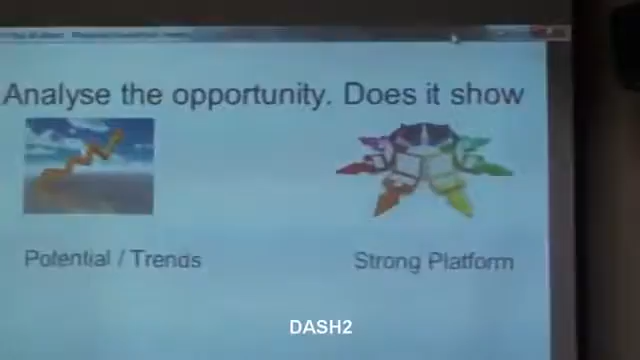 Analyse the opportunity. Does it show
Potential / Trends
Strong Platform
DASH2